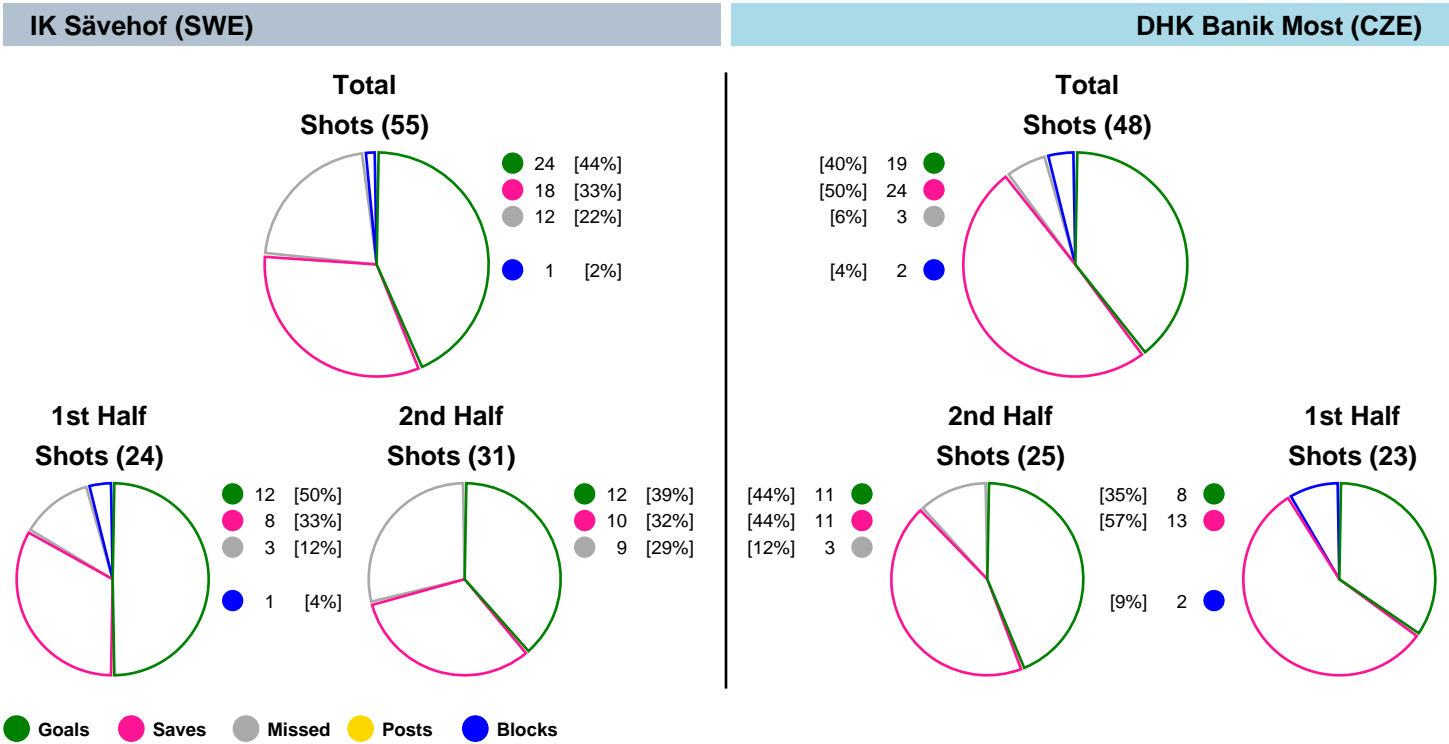 IK Sävehof (SWE)
DHK Banik Most (CZE)
Total
Shots (55)
24 [44%]
18 [33%]
12 [22%]
1 [2%]
Total
Shots (48)
[40%] 19
[50%] 24
[6%] 3
[4%] 2
1st Half
Shots (24)
12 [50%]
8 [33%]
3 [12%]
1 [4%]
2nd Half
Shots (31)
12 [39%]
10 [32%]
9 [29%]
2nd Half
Shots (25)
[44%] 11
[44%] 11
[12%] 3
1st Half
Shots (23)
[35%] 8
[57%] 13
[9%] 2
Goals Saves Missed Posts Blocks